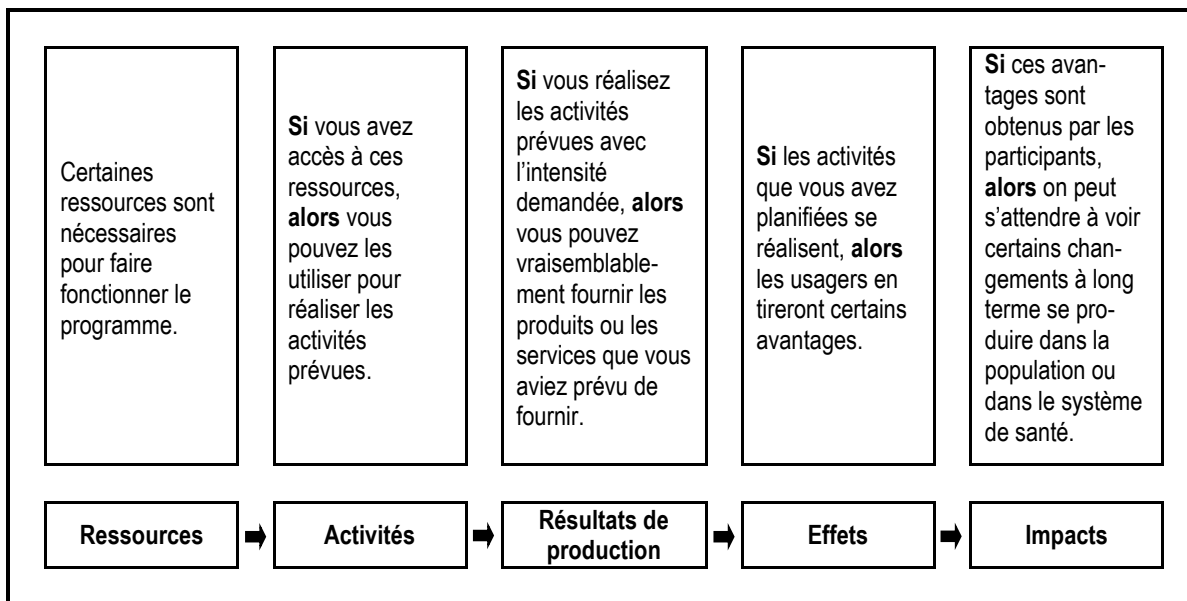 Certaines
ressources sont
nécessaires
pour faire
fonctionner le
programme.
Si vous avez
accès à ces
ressources,
alors vous
pouvez les
utiliser pour
réaliser les
activités
prévues.
Si vous réalisez
les activités
prévues avec
l’intensité
demandée, alors
vous pouvez
vraisemblable-
ment fournir les
produits ou les
services que vous
aviez prévu de
fournir.
Si les activités
que vous avez
planifiées se
réalisent, alors
les usagers en
tireront certains
avantages.
Si ces avan-
tages sont
obtenus par les
participants,
alors on peut
s’attendre à voir
certains chan-
gements à long
terme se pro-
duire dans la
population ou
dans le système
de santé.
Ressources
Activités
Résultats de
production
Effets
Impacts